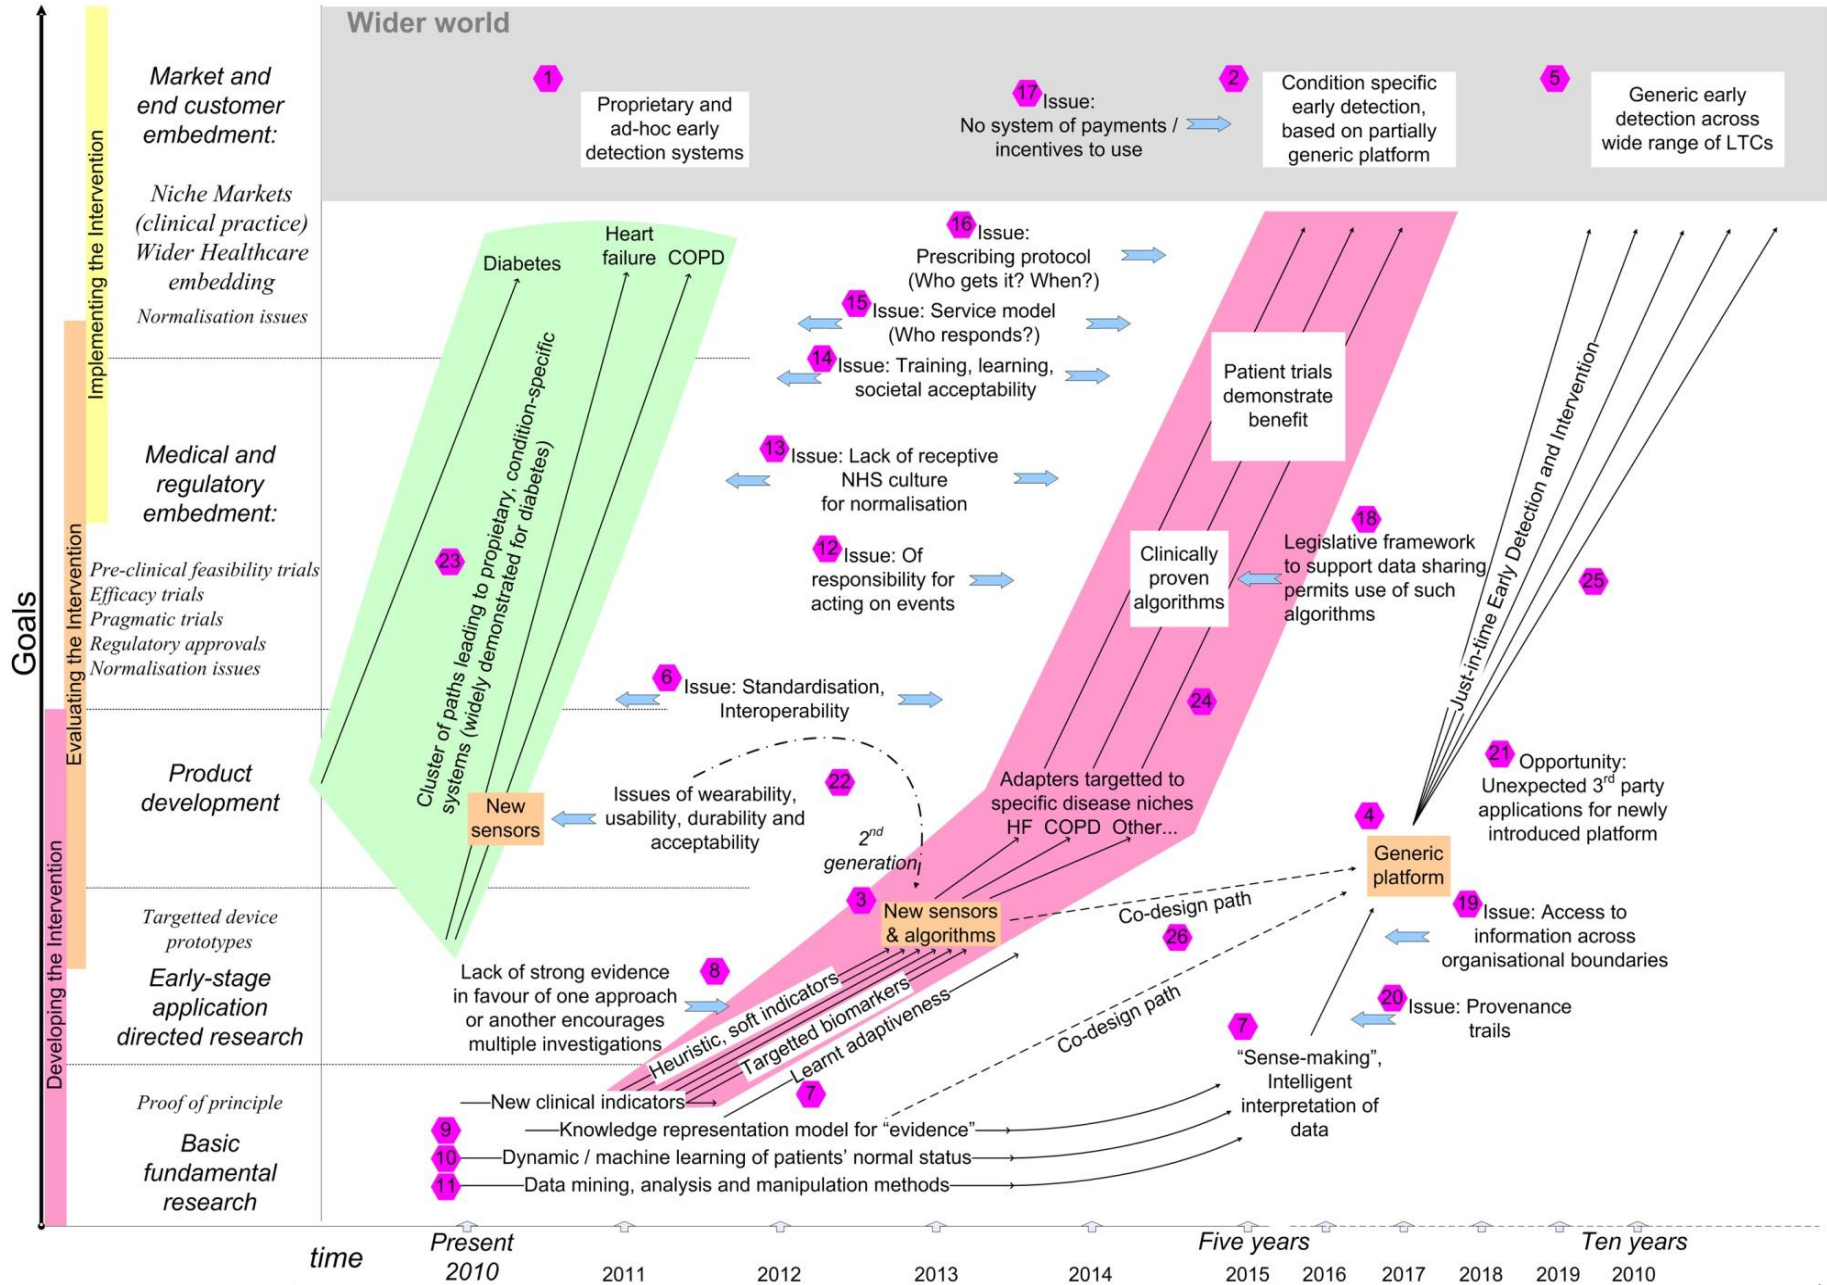 Wider world
Goals
Implementing the Intervention
Evaluating the Intervention
Developing the Intervention
Market and
end customer
embedment:
Niche Markets
(clinical practice)
Wider Healthcare
embedding
Normalisation issues
Medical and
regulatory
embedment:
Pre-clinical feasibility trials
Efficacy trials
Pragmatic trials
Regulatory approvals
Normalisation issues
Product
development
Targetted device
prototypes
Early-stage
application
directed research
Proof of principle
Basic
fundamental
research
1
Proprietary and
ad-hoc early
detection systems
17
Issue:
No system of payments /
incentives to use
2
Condition specific
early detection,
based on partially
generic platform
5
Generic early
detection across
wide range of LTCs
Diabetes
Heart
failure
COPD
23
Cluster of paths leading to propietary, condition-specific
systems (widely demonstrated for diabetes)
New
sensors
16
Issue:
Prescribing protocol
(Who gets it? When?)
15
Issue: Service model
(Who responds?)
14
Issue: Training, learning,
societal acceptability
13
Issue: Lack of receptive
NHS culture
for normalisation
12
Issue: Of
responsibility for
acting on events
6
Issue: Standardisation,
Interoperability
22
Issues of wearability,
usability, durability and
acceptability
2nd
generation
Patient trials
demonstrate
benefit
Clinically
proven
algorithms
18
Legislative framework
to support data sharing
permits use of such
algorithms
24
Adapters targetted to
specific disease niches
HF COPD Other...
3
New sensors
& algorithms
Just-in-time Early Detection and Intervention
25
21
Opportunity:
Unexpected 3rd party
applications for newly
introduced platform
4
Generic
platform
19
Issue: Access to
information across
organisational boundaries
20
Issue: Provenance
trails
Co-design path
26
Co-design path
8
Lack of strong evidence
in favour of one approach
or another encourages
multiple investigations
Heuristic, soft indicators
Targetted biomarkers
Learnt adaptiveness
7
7
"Sense-making",
Intelligent
interpretation of
data
New clinical indicators
9
Knowledge representation model for "evidence"
10
Dynamic / machine learning of patients' normal status
11
Data mining, analysis and manipulation methods
time
Present
Five years
Ten years
2010 2011 2012 2013 2014 2015 2016 2017 2018 2019 2010